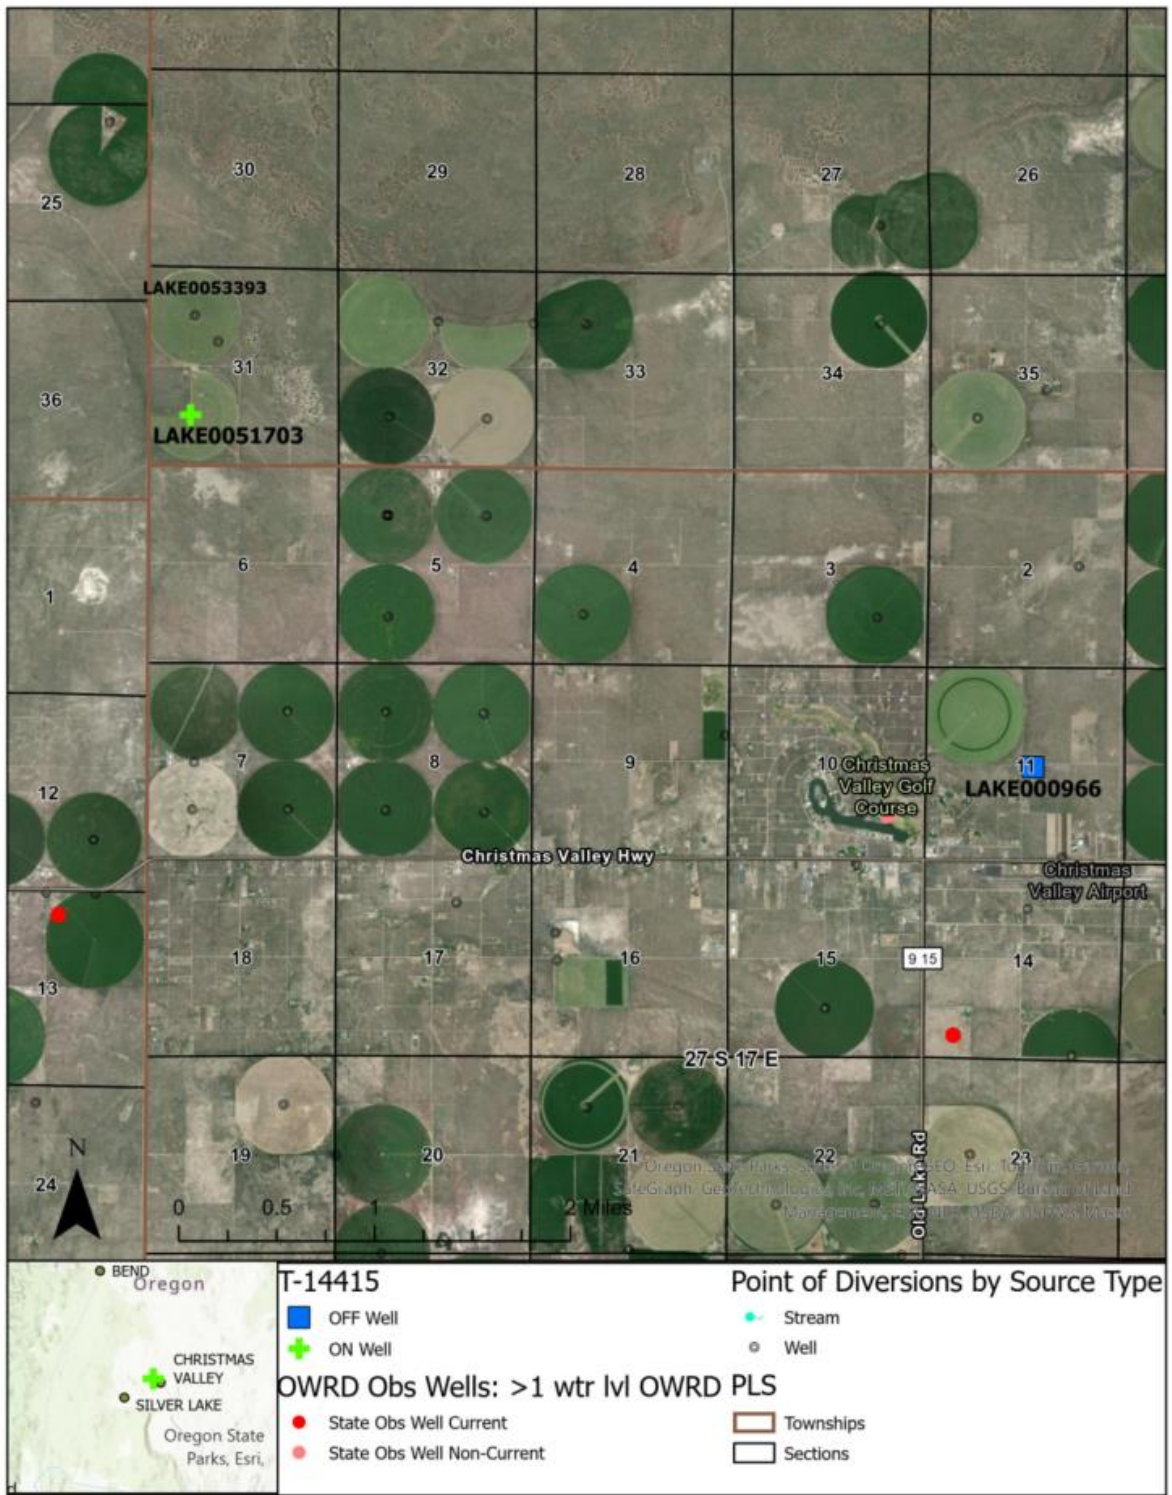 30
29
28
27
26
25
LAKE0053393
31
32
33
34
35
36
LAKE0051703
6
5
4
3
2
1
7
8
9
10
11
Christmas
Valley Golf
Course
LAKE000966
12
Christmas Valley Hwy
Christmas
Valley Airport
18
17
16
15
9 15
14
13
27 S 17 E
N
19
20
21
22
23
24
Old Lake Rd
0 0.5 1 2 Miles
BEND
Oregon
CHRISTMAS
VALLEY
SILVER LAKE
Oregon State
Parks, Esri,
T-14415
OFF Well
ON Well
OWRD Obs Wells: >1 wtr lvl OWRD
State Obs Well Current
State Obs Well Non-Current
Point of Diversions by Source Type
Stream
Well
PLS
Townships
Sections